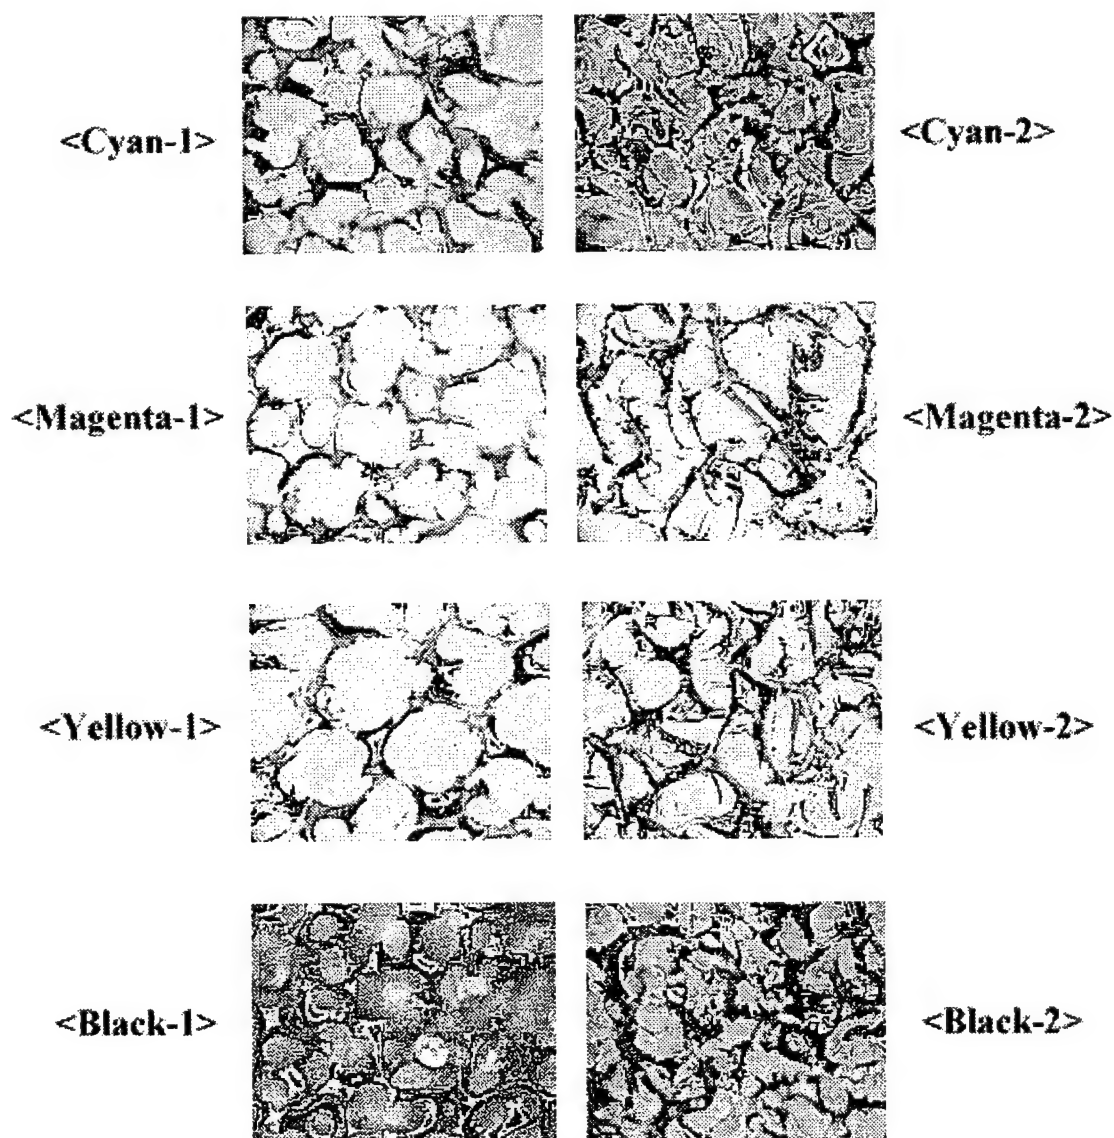 <Cyan-1>
<Cyan-2>
<Magenta-1>
<Magenta-2>
<Yellow-1>
<Yellow-2>
<Black-1>
<Black-2>